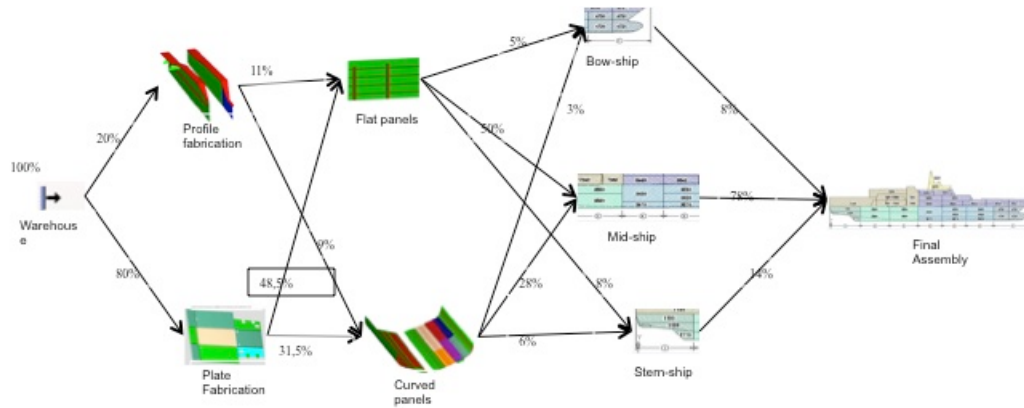 5%
Bow-ship
11%
Profile
fabrication
Flat panels
3%
8%
20%
50%
100%
Warehous
e
78%
Mid-ship
Final
Assembly
9%
80%
48,5%
28%
8%
14%
31,5%
6%
Plate
Fabrication
Curved
panels
Stern-ship